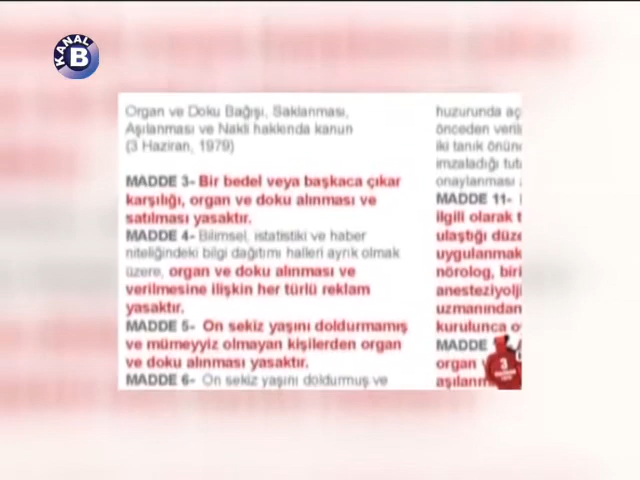 KANAL
B
Organ ve Doku Bağışı, Saklanması,
Aşılanması ve Nakli hakkında kanun
(3 Haziran, 1979)
MADDE 3- Bir bedel veya başkaca çıkar
karşılığı, organ ve doku alınması ve
satılması yasaktır.
MADDE 4- Bilimsel, istatistiki ve haber
niteliğindeki bilgi dağıtımı halleri ayrık olmak
üzere, organ ve doku alınması ve
verilmesine ilişkin her türlü reklam
yasaktır.
MADDE 5- On sekiz yaşını doldurmamış
ve mümeyyiz olmayan kişilerden organ
ve doku alınması yasaktır.
MADDE 6- On sekiz yaşını doldurmuş ve
huzurunda aç
önceden veril
iki tanık önün
imzaladığı tut
onaylanması
MADDE 11-
ilgili olarak t
ulaştığı düze
uygulanmak
nörolog, biri
anesteziyolji
uzmanından
kurulunca o
MADDE
organ
aşılanm
3